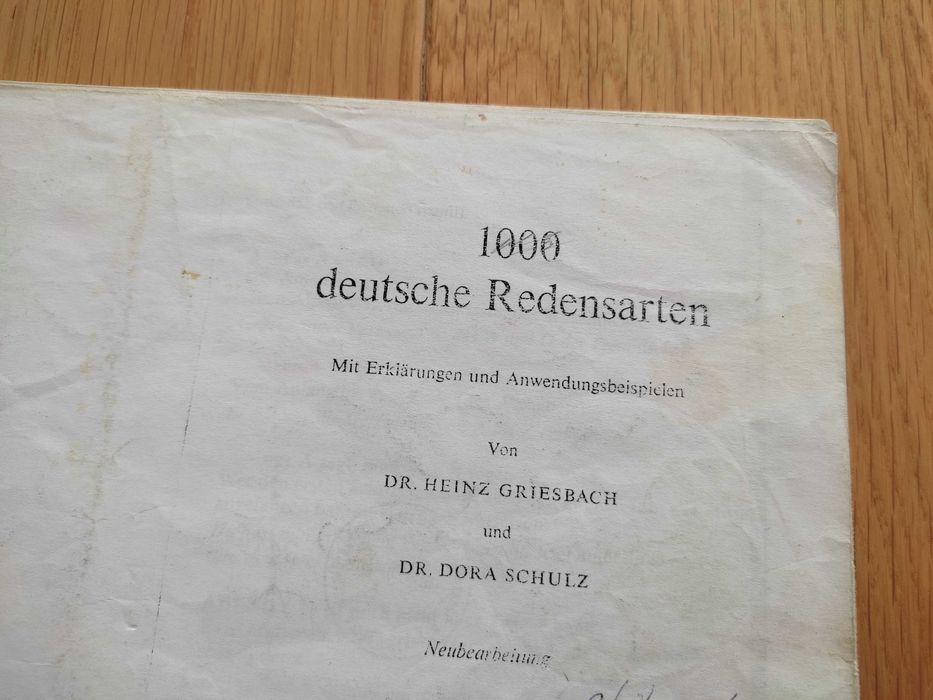 1000
deutsche Redensarten
Mit Erklärungen und Anwendungsbeispielen
Von
DR. HEINZ GRIESBACH
und
DR. DORA SCHULZ
Neubearbeitung